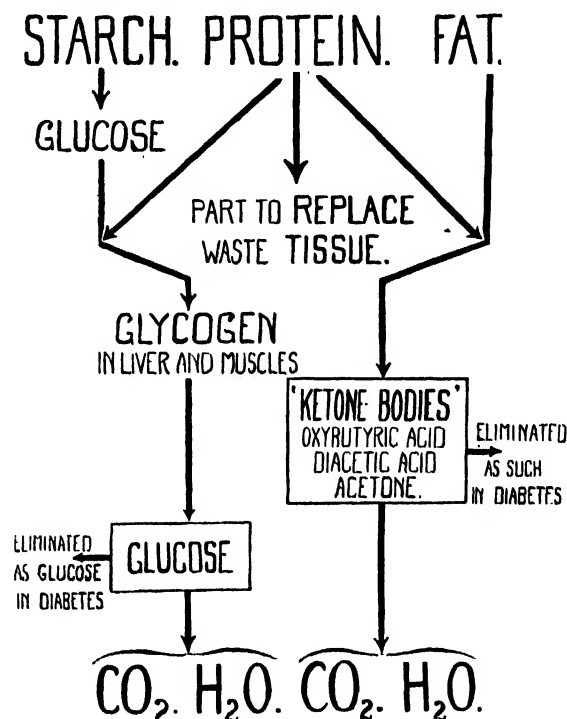 STARCH. PROTEIN. FAT.
GLUCOSE
PART TO REPLACE
WASTE TISSUE.
GLYCOGEN
IN LIVER AND MUSCLES
'KETONE BODIES'
OXYBUTYRIC ACID
DIACETIC ACID
ACETONE.
ELIMINATED
AS SUCH
IN DIABETES
ELIMINATED
AS GLUCOSE
IN DIABETES
GLUCOSE
CO₂. H₂O. CO₂. H₂O.